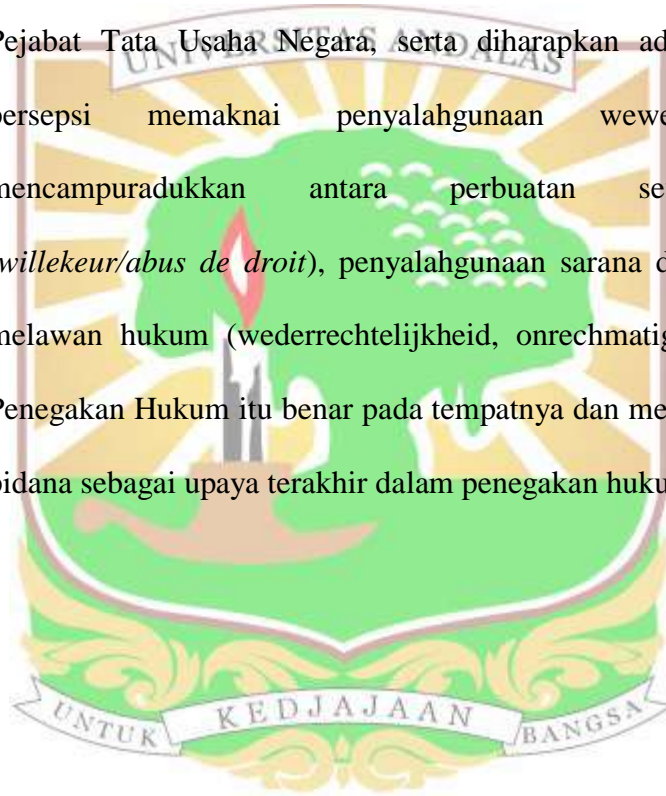 UNIVERSITAS ANDALAS
Pejabat Tata Usaha Negara, serta diharapkan ad
persepsi memaknai penyalahgunaan wewe
mencampuradukkan antara perbuatan se
willekeur/abus de droit), penyalahgunaan sarana d
melawan hukum (wederrechtelijkheid, onrechmatig
Penegakan Hukum itu benar pada tempatnya dan me
pidana sebagai upaya terakhir dalam penegakan huku
UNTUK KEDJAJAAN BANGSA